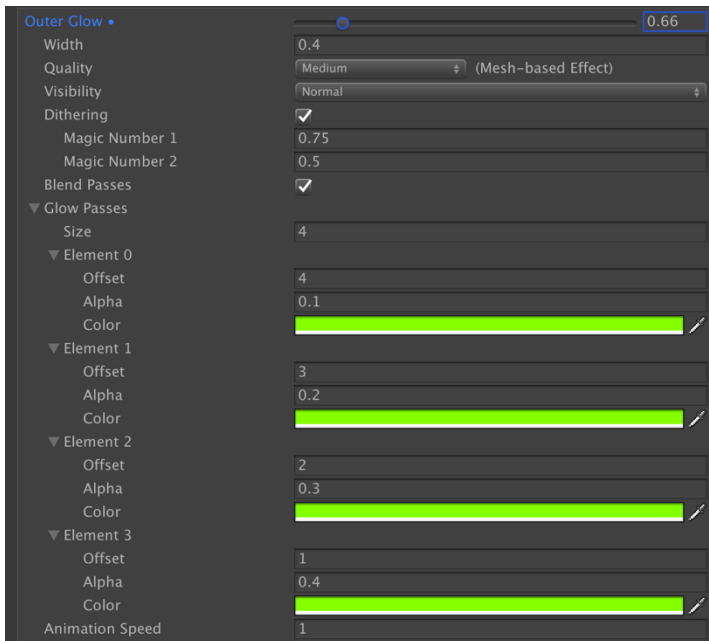 Outer Glow • 0.66
Width 0.4
Quality Medium (Mesh-based Effect)
Visibility Normal
Dithering
Magic Number 1 0.75
Magic Number 2 0.5
Blend Passes
Glow Passes
Size 4
Element 0
Offset 4
Alpha 0.1
Color
Element 1
Offset 3
Alpha 0.2
Color
Element 2
Offset 2
Alpha 0.3
Color
Element 3
Offset 1
Alpha 0.4
Color
Animation Speed 1